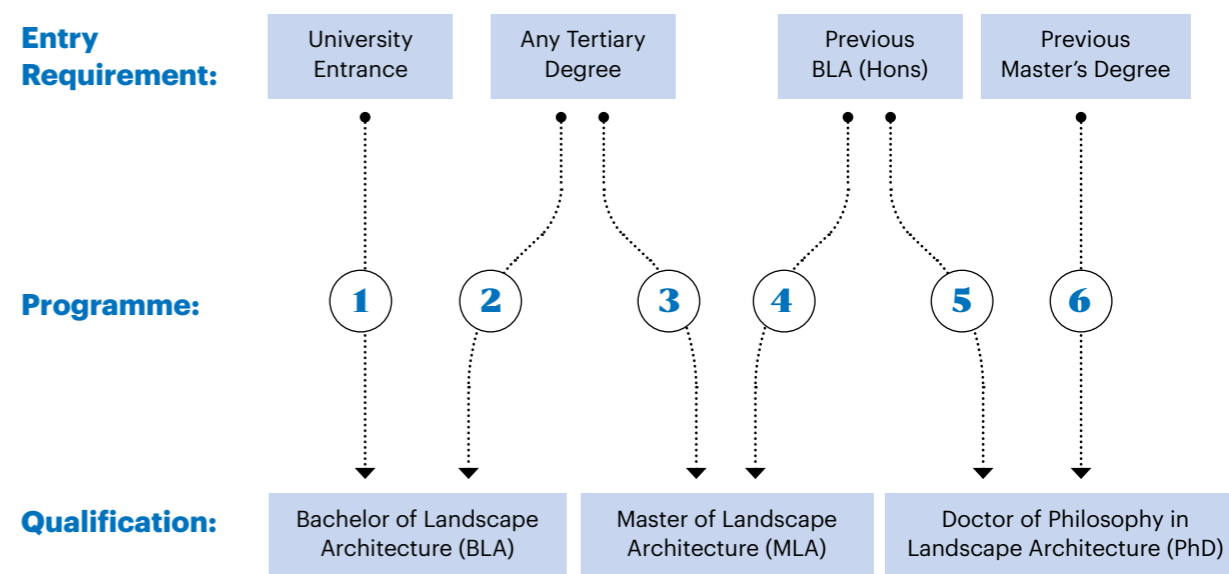 Entry
Requirement:
University
Entrance
Any Tertiary
Degree
Previous
BLA (Hons)
Previous
Master's Degree
Programme:
1
2
3
4
5
6
Qualification:
Bachelor of Landscape
Architecture (BLA)
Master of Landscape
Architecture (MLA)
Doctor of Philosophy in
Landscape Architecture (PhD)